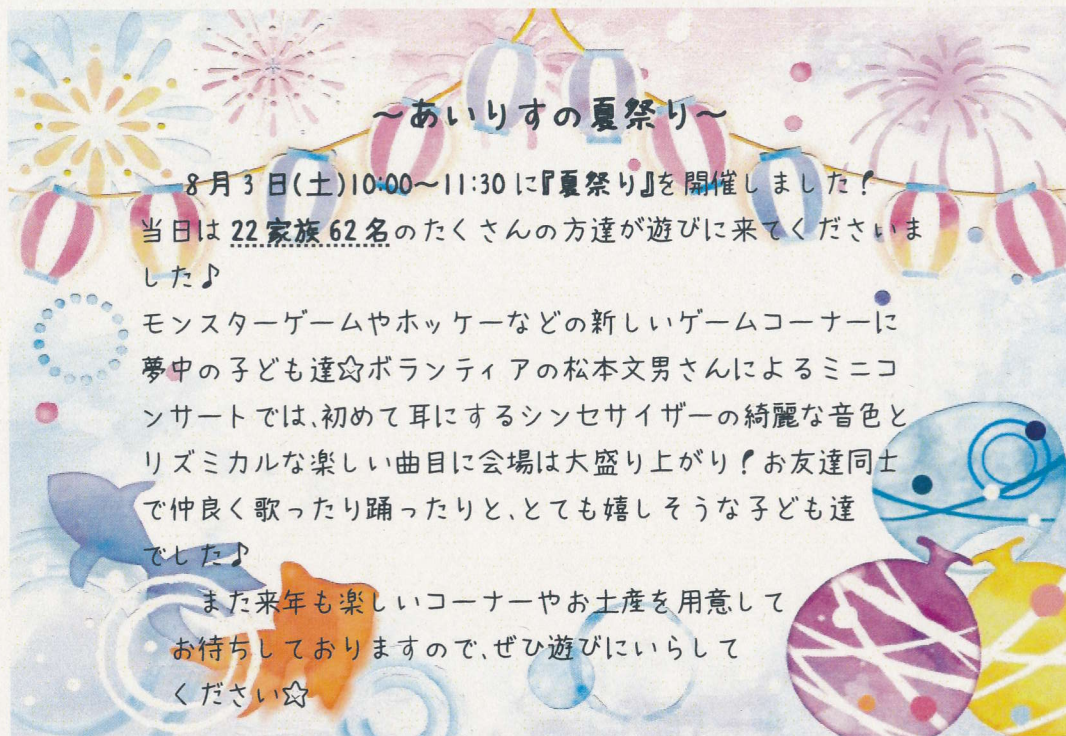 ～あいりすの夏祭り～
8月3日(土)10:00～11:30に『夏祭り』を開催しました！
当日は22家族62名のたくさんの方達が遊びに来てくださいま
した♪
モンスターゲームやホッケーなどの新しいゲームコーナーに
夢中の子ども達☆ボランティアの松本文男さんによるミニコ
ンサートでは、初めて耳にするシンセサイザーの綺麗な音色と
リズミカルな楽しい曲目に会場は大盛り上がり！お友達同士
で仲良く歌ったり踊ったりと、とても嬉しそうな子ども達
でした♪
また来年も楽しいコーナーやお土産を用意して
お待ちしておりますので、ぜひ遊びにいらして
ください☆